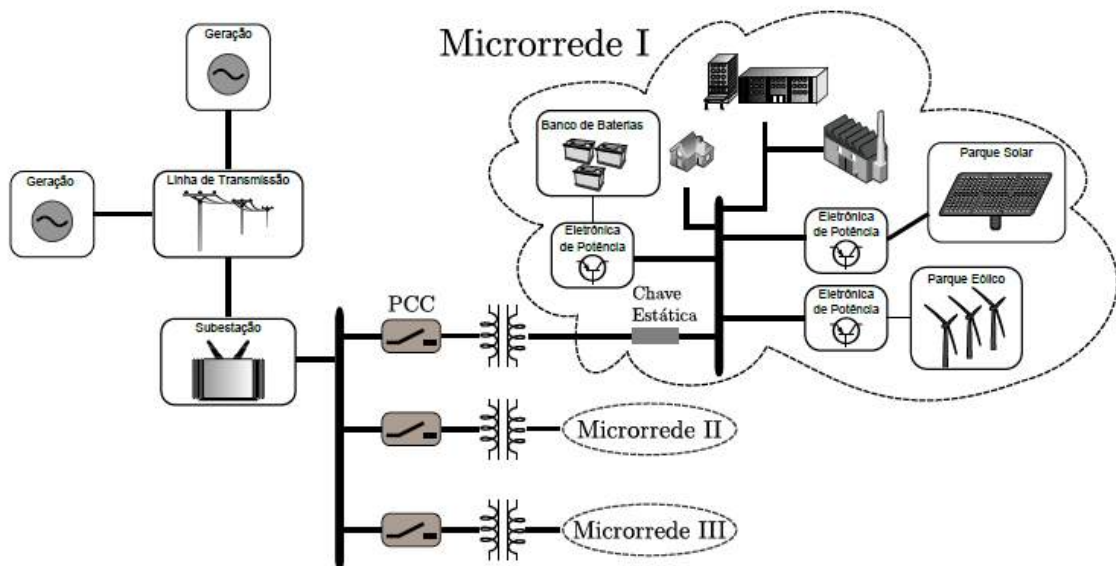 Geração
Microrrede I
Banco de Baterias
Parque Solar
Geração
Linha de Transmissão
Eletrônica
de Potência
Eletrônica
de Potência
Parque Eólico
Eletrônica
de Potência
Chave
Estática
PCC
Subestação
Microrrede II
Microrrede III